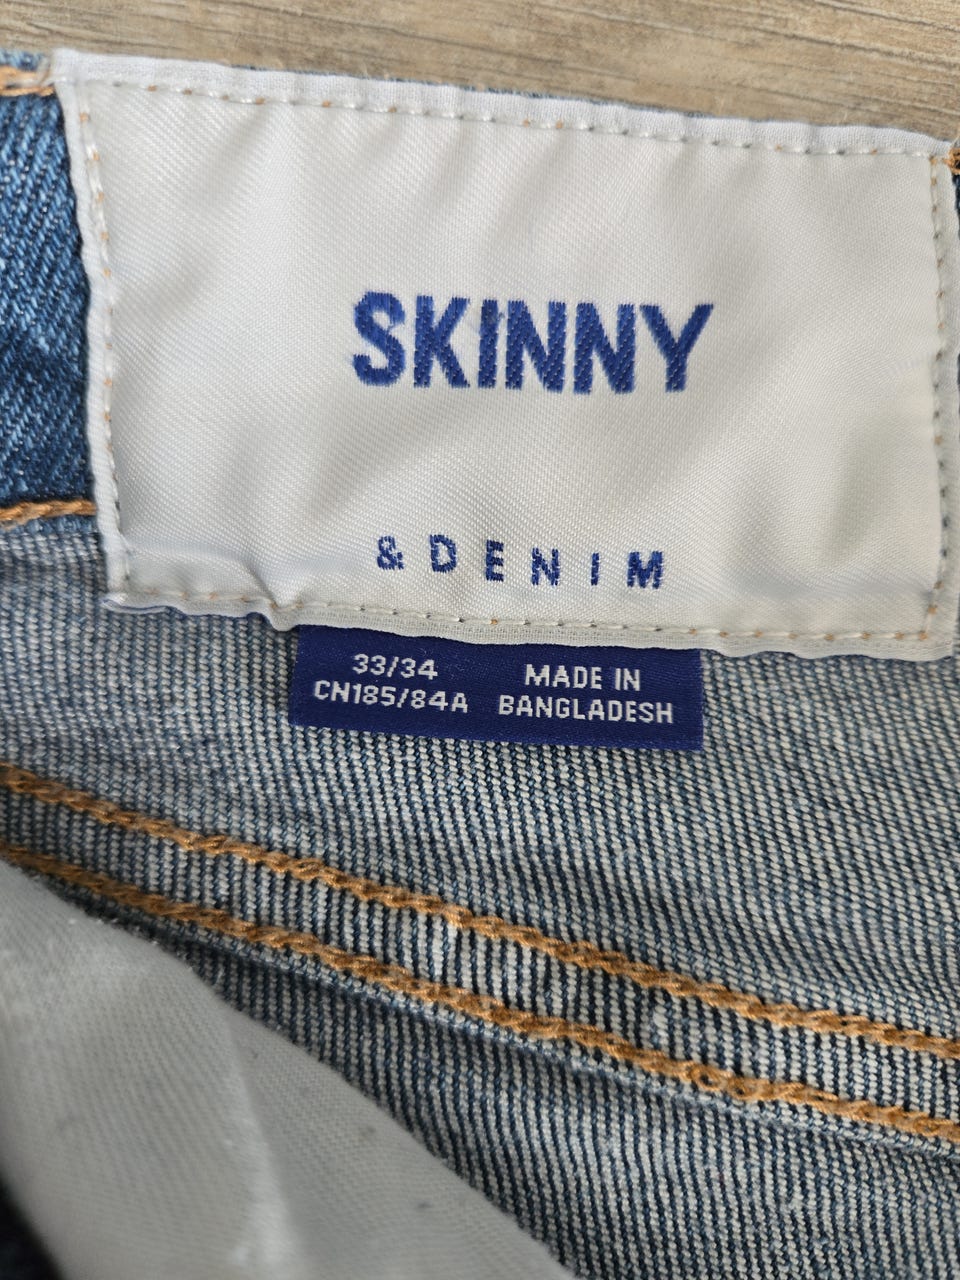 SKINNY
& DENIM
33/34
CN185/84A
MADE IN
BANGLADESH